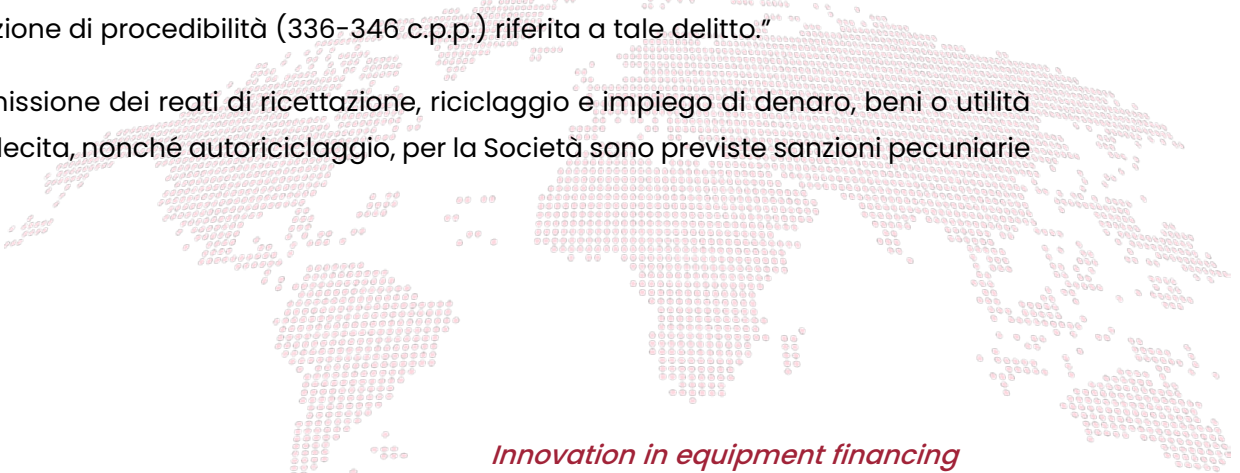 zione di procedibilità (336-346 c.p.p.) riferita a tale delitto.”
nissione dei reati di ricettazione, riciclaggio e impiego di denaro, beni o utilità
lecita, nonché autoriciclaggio, per la Società sono previste sanzioni pecuniarie
Innovation in equipment financing